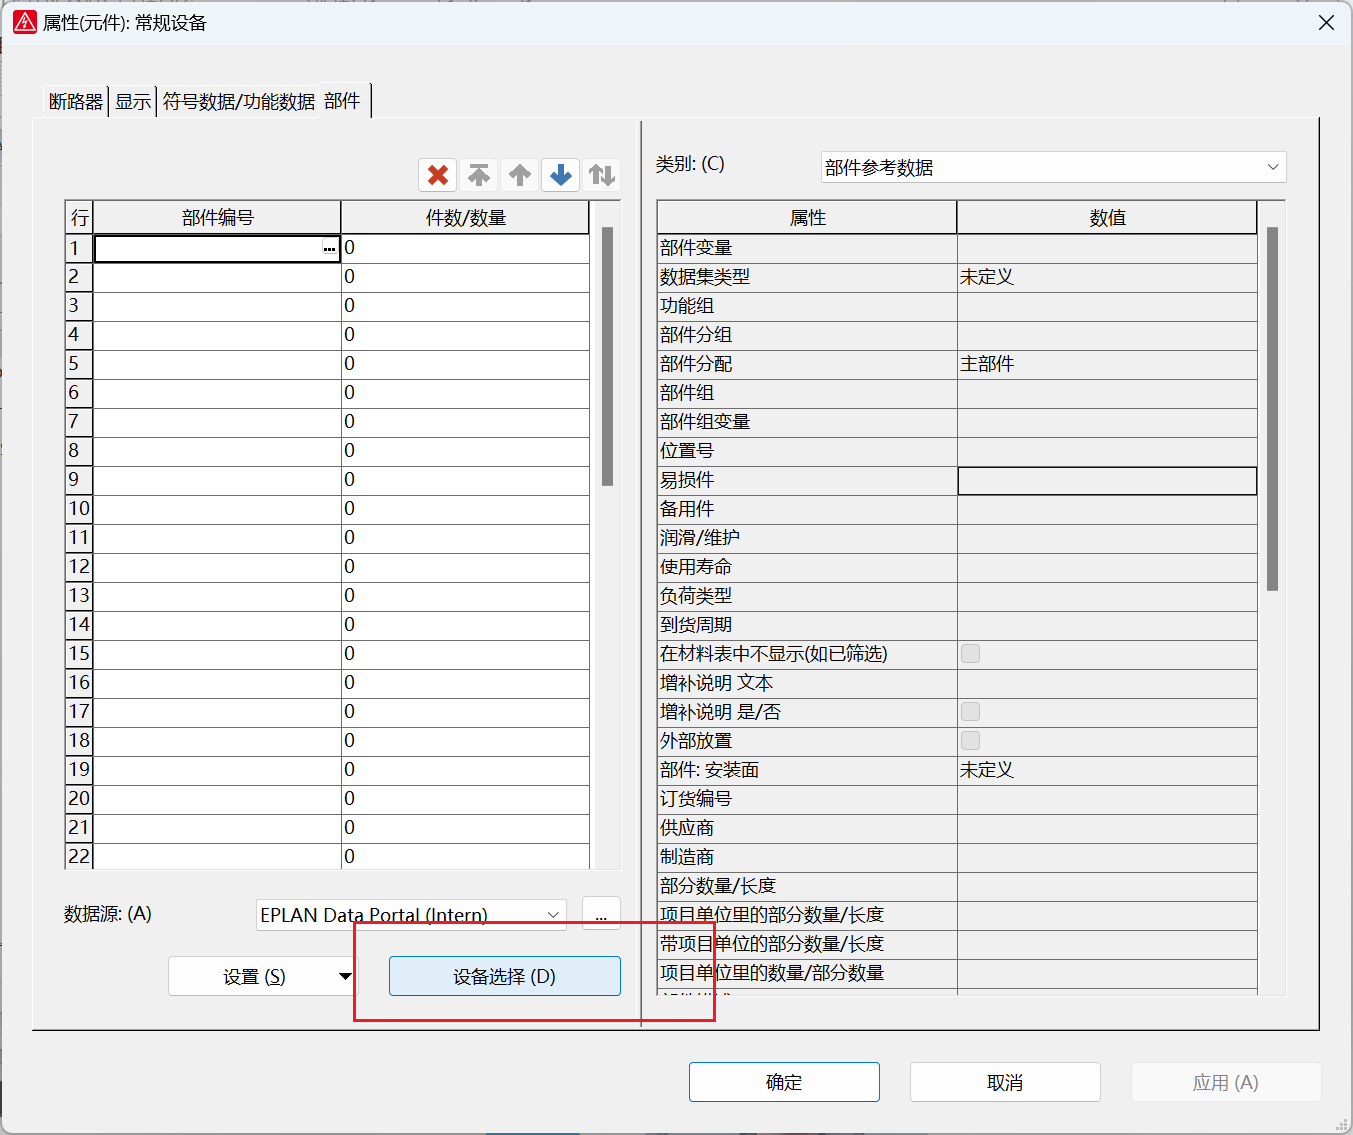 属性(元件): 常规设备
断路器 显示 符号数据/功能数据 部件
类别: (C) 部件参考数据
行 部件编号 件数/数量
1 ... 0
2 0
3 0
4 0
5 0
6 0
7 0
8 0
9 0
10 0
11 0
12 0
13 0
14 0
15 0
16 0
17 0
18 0
19 0
20 0
21 0
22 0
数据源: (A) EPLAN Data Portal (Intern) ...
设置 (S) 设备选择 (D)
属性 数值
部件变量
数据集类型 未定义
功能组
部件分组
部件分配 主部件
部件组
部件组变量
位置号
易损件
备用件
润滑/维护
使用寿命
负荷类型
到货周期
在材料表中不显示(如已筛选)
增补说明 文本
增补说明 是/否
外部放置
部件: 安装面 未定义
订货编号
供应商
制造商
部分数量/长度
项目单位里的部分数量/长度
带项目单位的部分数量/长度
项目单位里的数量/部分数量
确定 取消 应用 (A)